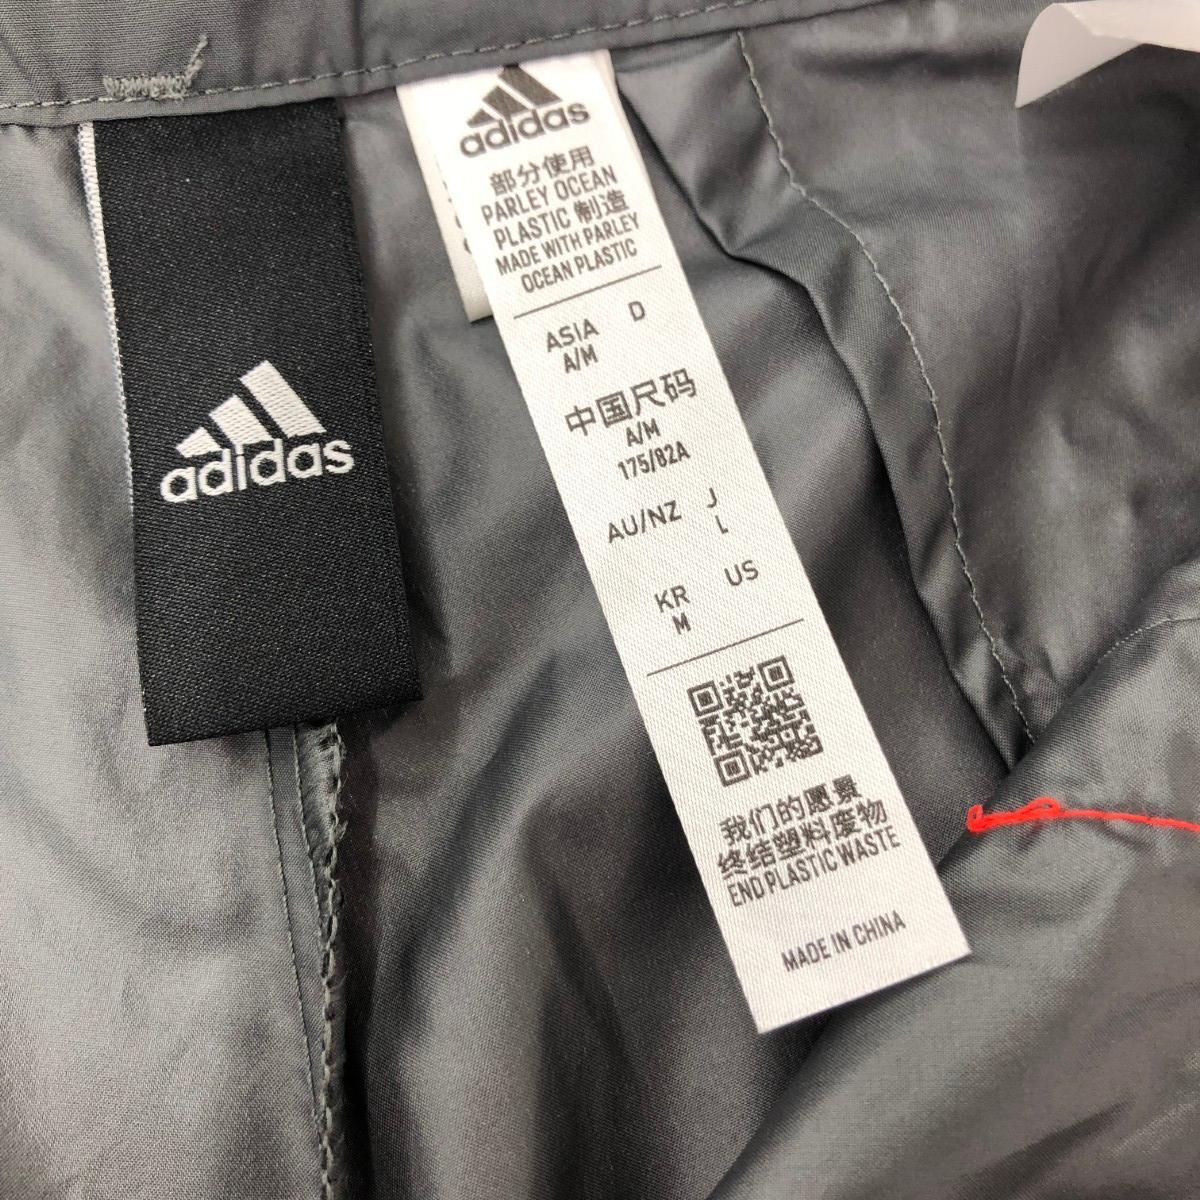 adidas
adidas
部分使用
PARLEY OCEAN
PLASTIC 制造
MADE WITH PARLEY
OCEAN PLASTIC
ASIA D
A/M
中国尺码
A/M
175/82A
AU/NZ J
L
KR US
M
我们的愿景
终结塑料废物
END PLASTIC WASTE
MADE IN CHINA